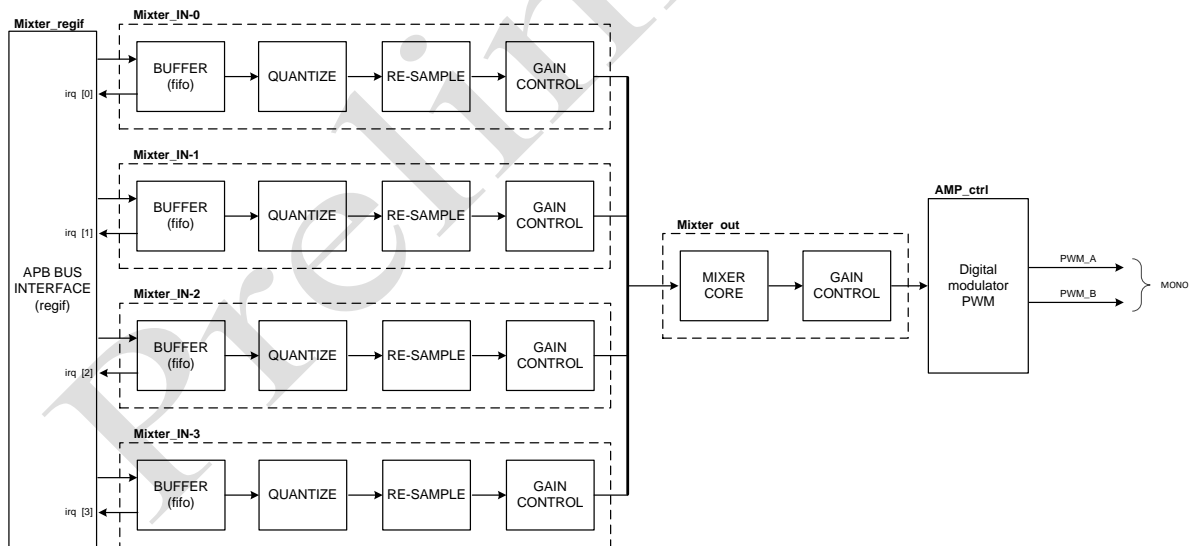 Mixter_regif
APB BUS
INTERFACE
(regif)
Mixter_IN-0
irq [0]
BUFFER
(fifo)
QUANTIZE
RE-SAMPLE
GAIN
CONTROL
Mixter_IN-1
irq [1]
BUFFER
(fifo)
QUANTIZE
RE-SAMPLE
GAIN
CONTROL
Mixter_IN-2
irq [2]
BUFFER
(fifo)
QUANTIZE
RE-SAMPLE
GAIN
CONTROL
Mixter_IN-3
irq [3]
BUFFER
(fifo)
QUANTIZE
RE-SAMPLE
GAIN
CONTROL
Mixter_out
MIXER
CORE
GAIN
CONTROL
AMP_ctrl
Digital
modulator
PWM
PWM_A
PWM_B
MONO